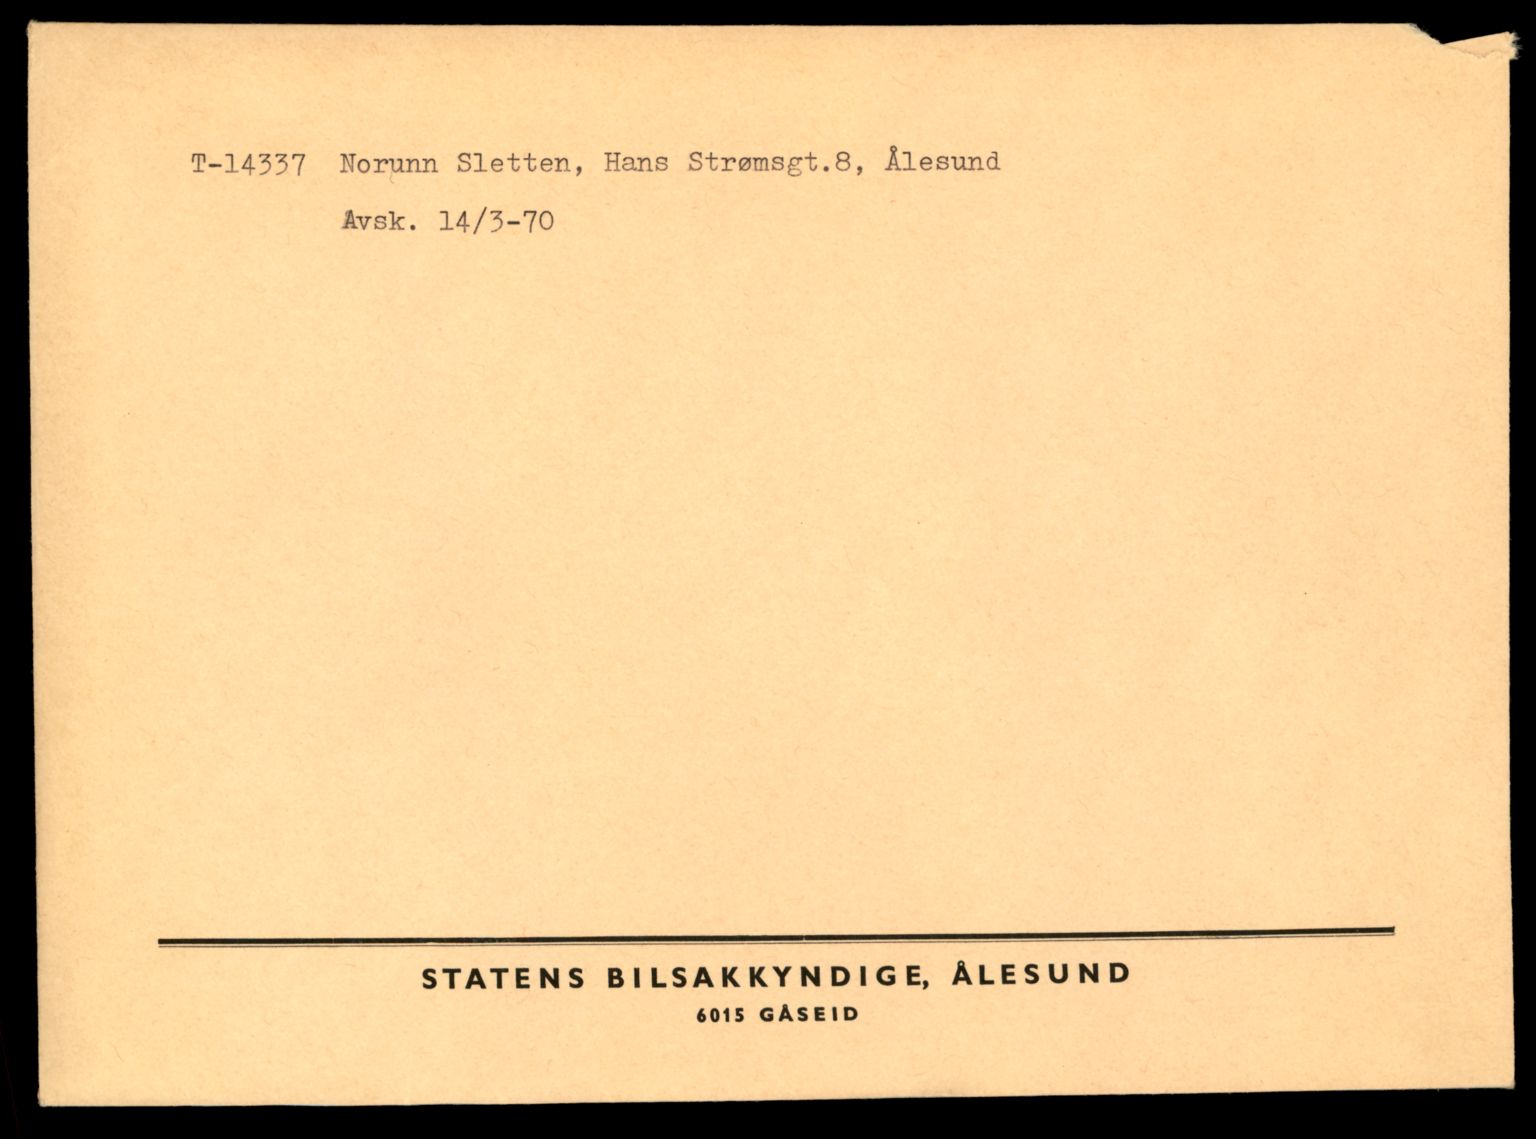 T-14337 Norunn Sletten, Hans Strømsgt.8, Ålesund
Avsk. 14/3-70
STATENS BILSAKKYNDIGE, ÅLESUND
6015 GÅSEID